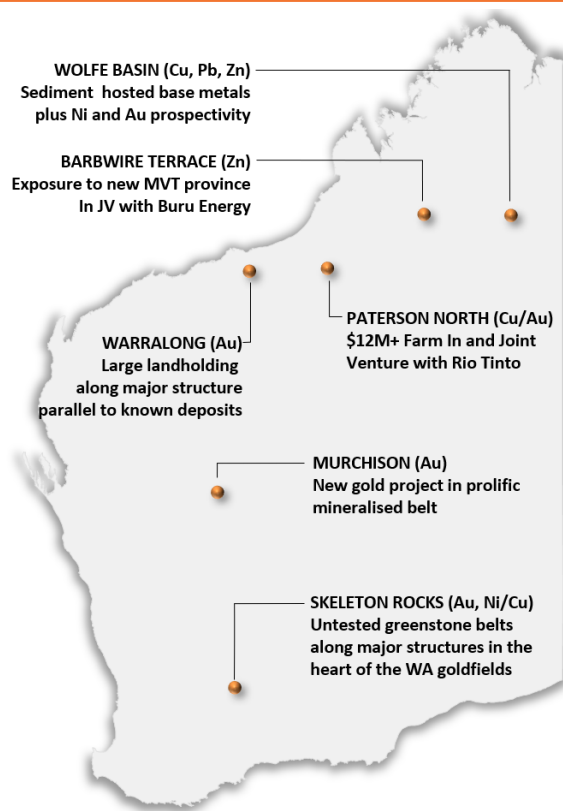 WOLFE BASIN (Cu, Pb, Zn)
Sediment hosted base metals
plus Ni and Au prospectivity
BARBWIRE TERRACE (Zn)
Exposure to new MVT province
In JV with Buru Energy
PATERSON NORTH (Cu/Au)
$12M+ Farm In and Joint
Venture with Rio Tinto
WARRALONG (Au)
Large landholding
along major structure
parallel to known deposits
MURCHISON (Au)
New gold project in prolific
mineralised belt
SKELETON ROCKS (Au, Ni/Cu)
Untested greenstone belts
along major structures in the
heart of the WA goldfields